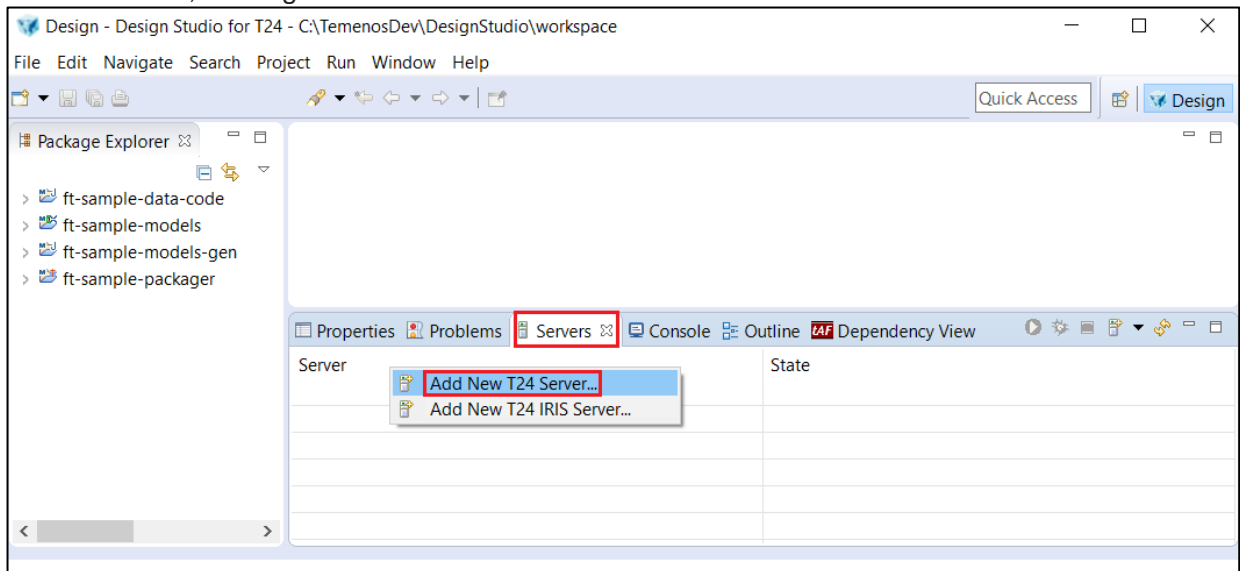 Design - Design Studio for T24 - C:\TemenosDev\DesignStudio\workspace
File Edit Navigate Search Project Run Window Help
Quick Access
Design
Package Explorer
ft-sample-data-code
ft-sample-models
ft-sample-models-gen
ft-sample-packager
Properties Problems Servers Console Outline tAF Dependency View
Server State
Add New T24 Server...
Add New T24 IRIS Server...